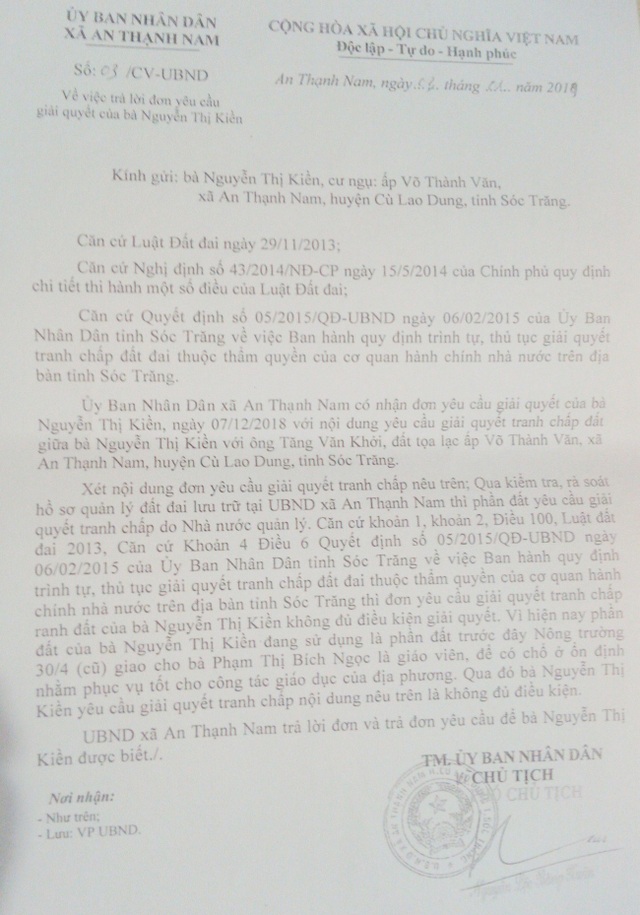 ỦY BAN NHÂN DÂN
XÃ AN THẠNH NAM
CỘNG HÒA XÃ HỘI CHỦ NGHĨA VIỆT NAM
Độc lập - Tự do - Hạnh phúc
Số: 03 /CV-UBND
An Thạnh Nam, ngày tháng năm 2019
Về việc trả lời đơn yêu cầu
giải quyết của bà Nguyễn Thị Kiền
Kính gửi: bà Nguyễn Thị Kiền, cư ngụ: ấp Võ Thành Văn,
xã An Thạnh Nam, huyện Cù Lao Dung, tỉnh Sóc Trăng.
Căn cứ Luật Đất đai ngày 29/11/2013;
Căn cứ Nghị định số 43/2014/NĐ-CP ngày 15/5/2014 của Chính phủ quy định
chi tiết thi hành một số điều của Luật Đất đai;
Căn cứ Quyết định số 05/2015/QĐ-UBND ngày 06/02/2015 của Ủy Ban
Nhân Dân tỉnh Sóc Trăng về việc Ban hành quy định trình tự, thủ tục giải quyết
tranh chấp đất đai thuộc thẩm quyền của cơ quan hành chính nhà nước trên địa
bàn tỉnh Sóc Trăng.
Ủy Ban Nhân Dân xã An Thạnh Nam có nhận đơn yêu cầu giải quyết của bà
Nguyễn Thị Kiền, ngày 07/12/2018 với nội dung yêu cầu giải quyết tranh chấp đất
giữa bà Nguyễn Thị Kiền với ông Tăng Văn Khởi, đất tọa lạc ấp Võ Thành Văn, xã
An Thạnh Nam, huyện Cù Lao Dung, tỉnh Sóc Trăng.
Xét nội dung đơn yêu cầu giải quyết tranh chấp nêu trên; Qua kiểm tra, rà soát
hồ sơ quản lý đất đai lưu trữ tại UBND xã An Thạnh Nam thì phần đất yêu cầu giải
quyết tranh chấp do Nhà nước quản lý. Căn cứ khoản 1, khoản 2, Điều 100, Luật đất
đai 2013, Căn cứ Khoản 4 Điều 6 Quyết định số 05/2015/QĐ-UBND ngày
06/02/2015 của Ủy Ban Nhân Dân tỉnh Sóc Trăng về việc Ban hành quy định
trình tự, thủ tục giải quyết tranh chấp đất đai thuộc thẩm quyền của cơ quan hành
chính nhà nước trên địa bàn tỉnh Sóc Trăng thì đơn yêu cầu giải quyết tranh chấp
ranh đất của bà Nguyễn Thị Kiền không đủ điều kiện giải quyết. Vì hiện nay phần
đất của bà Nguyễn Thị Kiền đang sử dụng là phần đất trước đây Nông trường
30/4 (cũ) giao cho bà Phạm Thị Bích Ngọc là giáo viên, để có chỗ ở ổn định
nhằm phục vụ tốt cho công tác giáo dục của địa phương. Qua đó bà Nguyễn Thị
Kiền yêu cầu giải quyết tranh chấp nội dung nêu trên là không đủ điều kiện.
UBND xã An Thạnh Nam trả lời đơn và trả đơn yêu cầu để bà Nguyễn Thị
Kiền được biết./.
TM. ỦY BAN NHÂN DÂN
CHỦ TỊCH
CHỦ TỊCH
Nơi nhận:
- Như trên;
- Lưu: VP UBND.